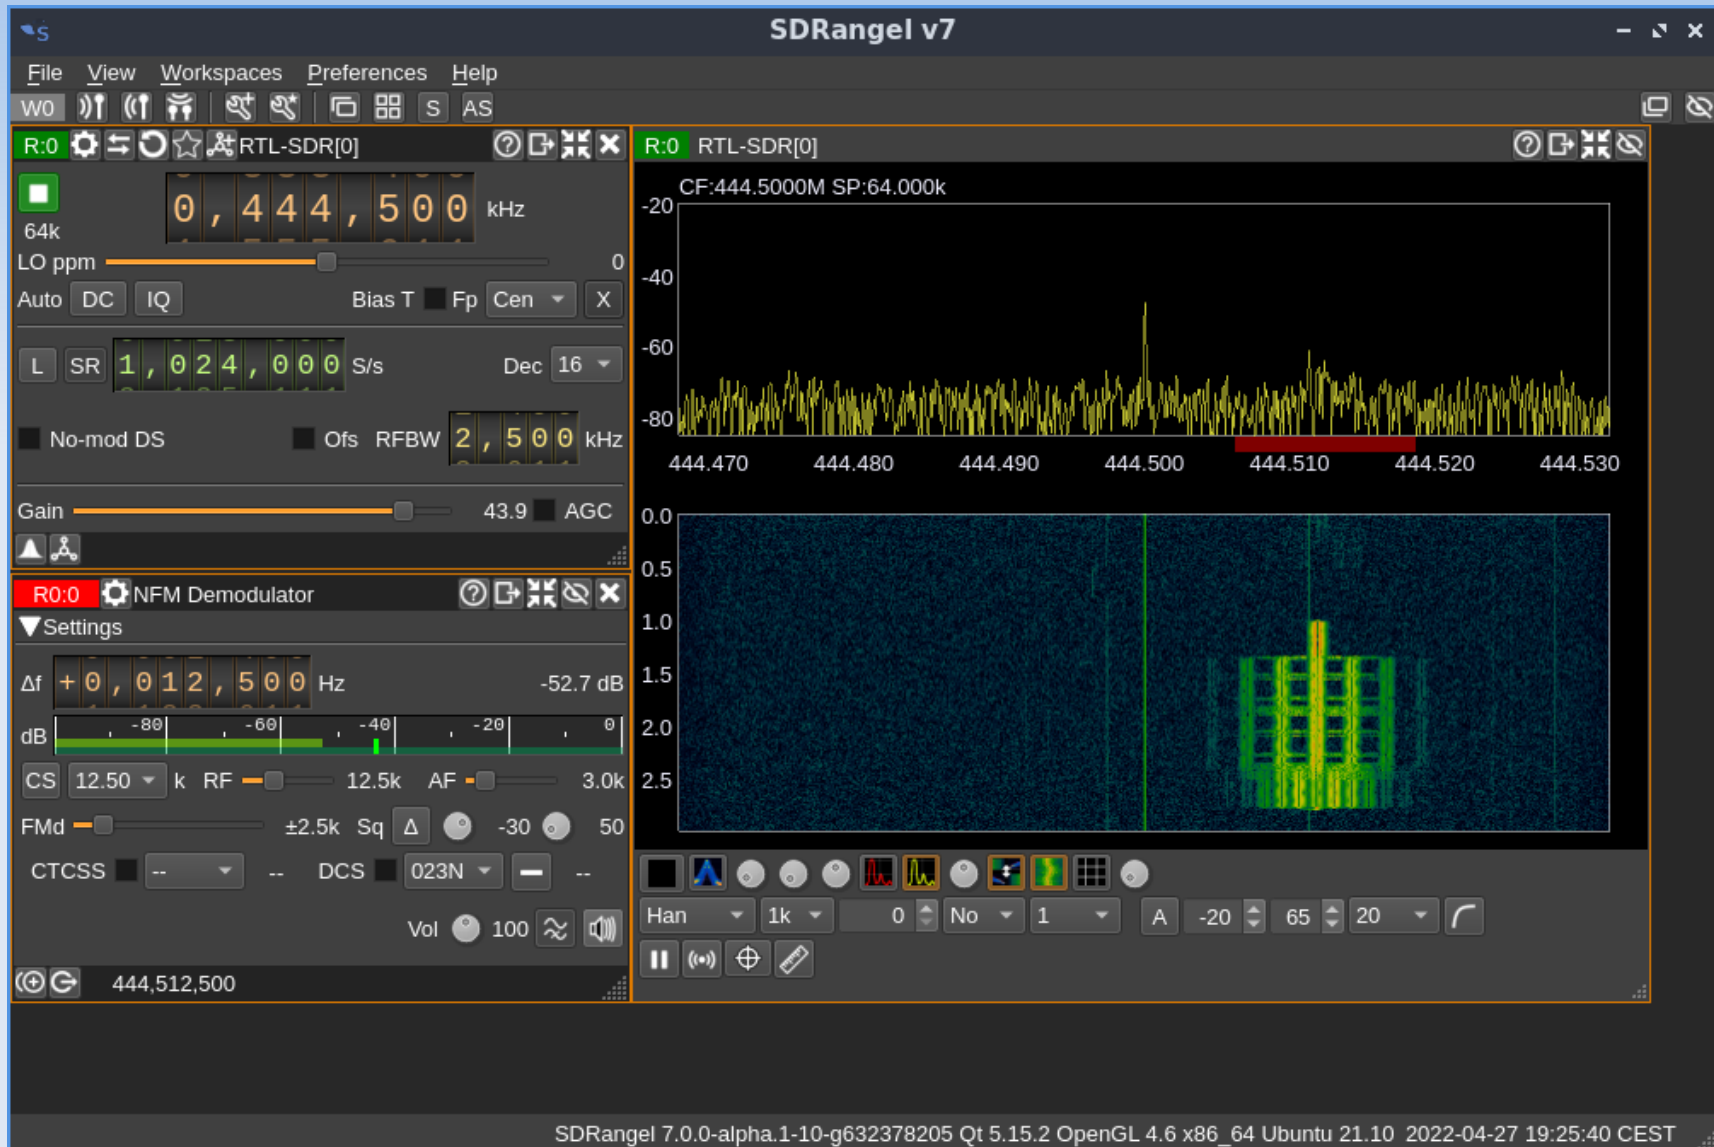 SDRangel v7
File View Workspaces Preferences Help
W0 S AS
R:0 RTL-SDR[0]
0,444,500 kHz
64k
LO ppm 0
Auto DC IQ Bias T Fp Cen X
L SR 1,024,000 S/s Dec 16
No-mod DS Ofs RFBW 2,500 kHz
Gain 43.9 AGC
R0:0 NFM Demodulator
Settings
Δf +0,012,500 Hz -52.7 dB
dB -80 -60 -40 -20 0
CS 12.50 k RF 12.5k AF 3.0k
FMd ±2.5k Sq Δ -30 50
CTCSS -- -- DCS 023N --
Vol 100
444,512,500
R:0 RTL-SDR[0]
CF:444.5000M SP:64.000k
-20
-40
-60
-80
444.470 444.480 444.490 444.500 444.510 444.520 444.530
0.0
0.5
1.0
1.5
2.0
2.5
Han 1k 0 No 1 A -20 65 20
SDRangel 7.0.0-alpha.1-10-g632378205 Qt 5.15.2 OpenGL 4.6 x86_64 Ubuntu 21.10 2022-04-27 19:25:40 CEST